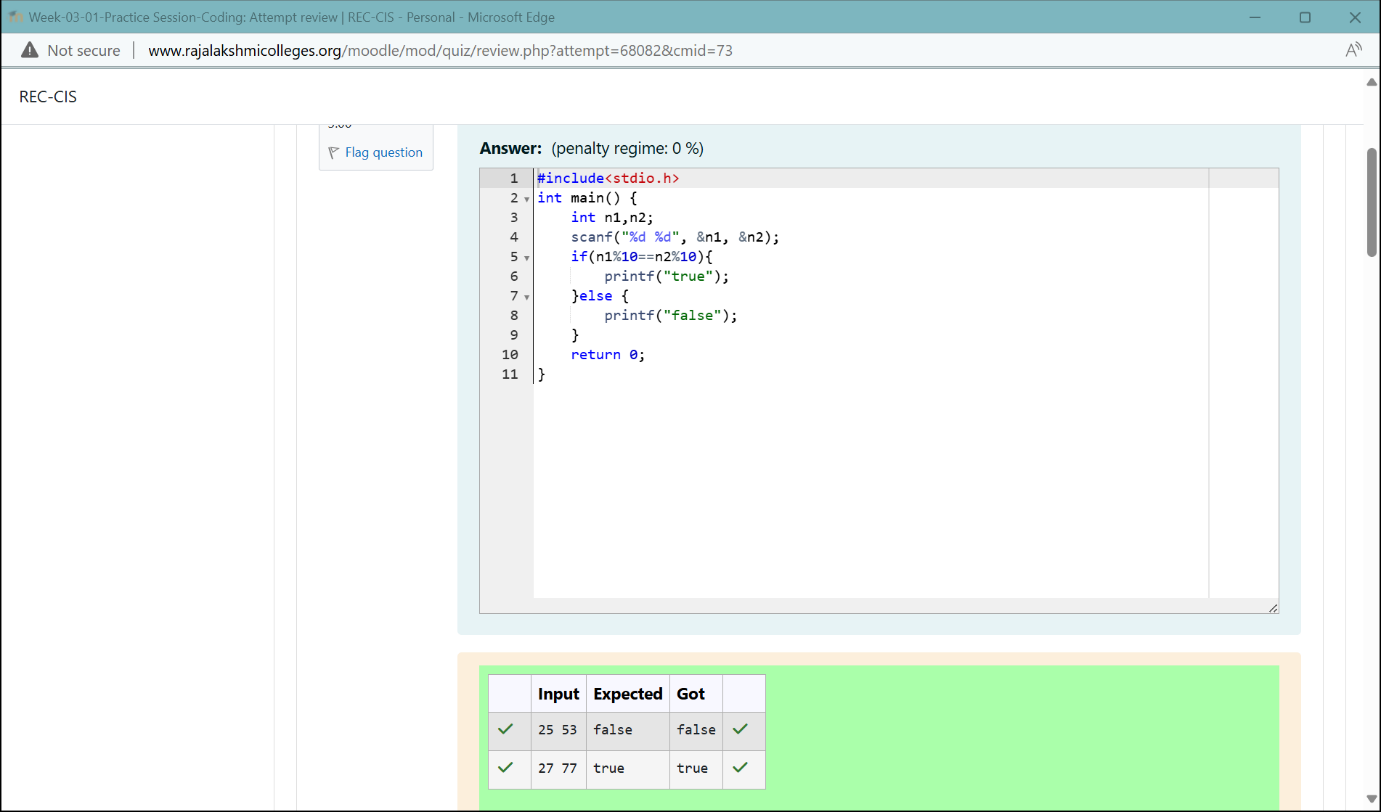 Week-03-01-Practice Session-Coding: Attempt review | REC-CIS - Personal - Microsoft Edge
Not secure | www.rajalakshmicolleges.org/moodle/mod/quiz/review.php?attempt=68082&cmid=73
REC-CIS
Flag question
Answer: (penalty regime: 0 %)
1 #include<stdio.h>
2 int main() {
3     int n1,n2;
4     scanf("%d %d", &n1, &n2);
5     if(n1%10==n2%10){
6         printf("true");
7     }else {
8         printf("false");
9     }
10     return 0;
11 }
Input Expected Got
25 53 false false
27 77 true true